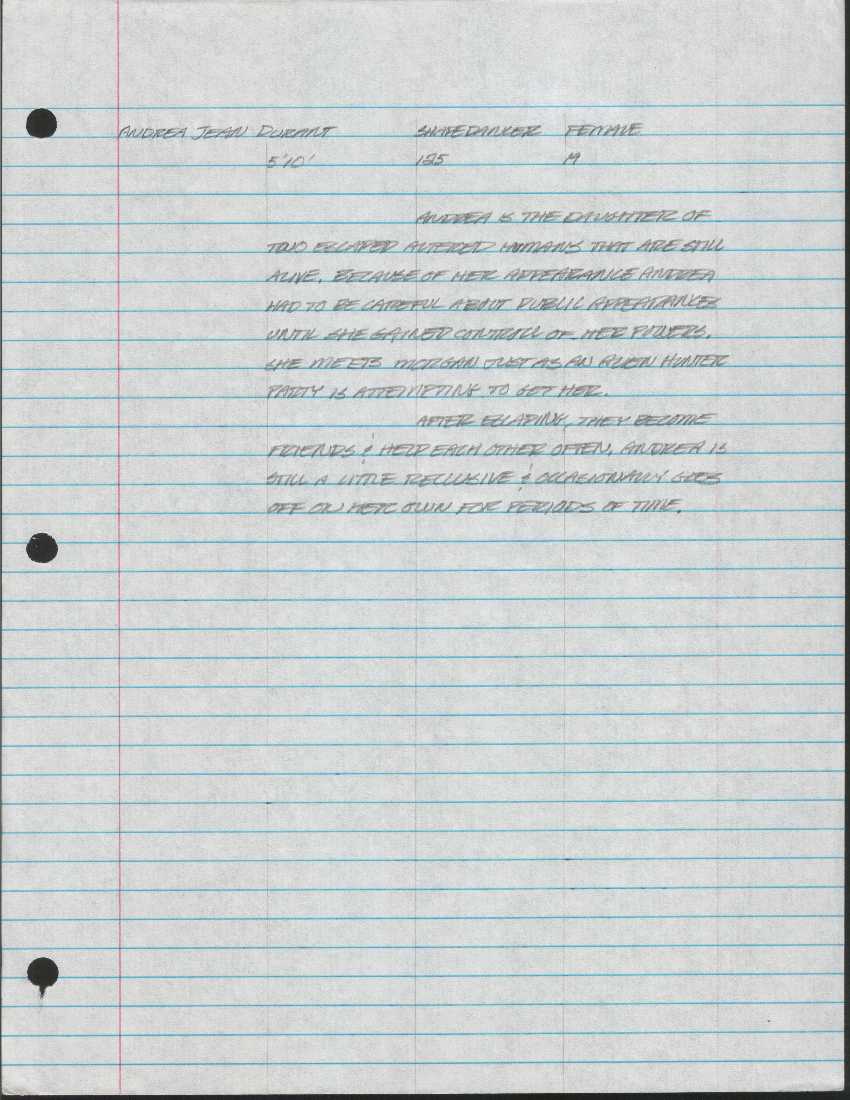 ANDREA JEAN DURANT SHAPEDANCER FEMALE
5'10' 125 19
ANDREA IS THE DAUGHTER OF
TWO ESCAPED ALTERED HUMANS THAT ARE STILL
ALIVE. BECAUSE OF HER APPEARANCE ANDREA
HAD TO BE CAREFUL ABOUT PUBLIC APPEARANCES
UNTIL SHE GAINED CONTROLL OF HER POWERS.
SHE MEETS MORGAN JUST AS AN ALIEN HUNTER
PARTY IS ATTEMPTING TO GET HER.
AFTER ESCAPING, THEY BECOME
FRIENDS & HELP EACH OTHER OFTEN. ANDREA IS
STILL A LITTLE RECLUSIVE & OCCASIONALLY GOES
OFF ON HER OWN FOR PERIODS OF TIME.